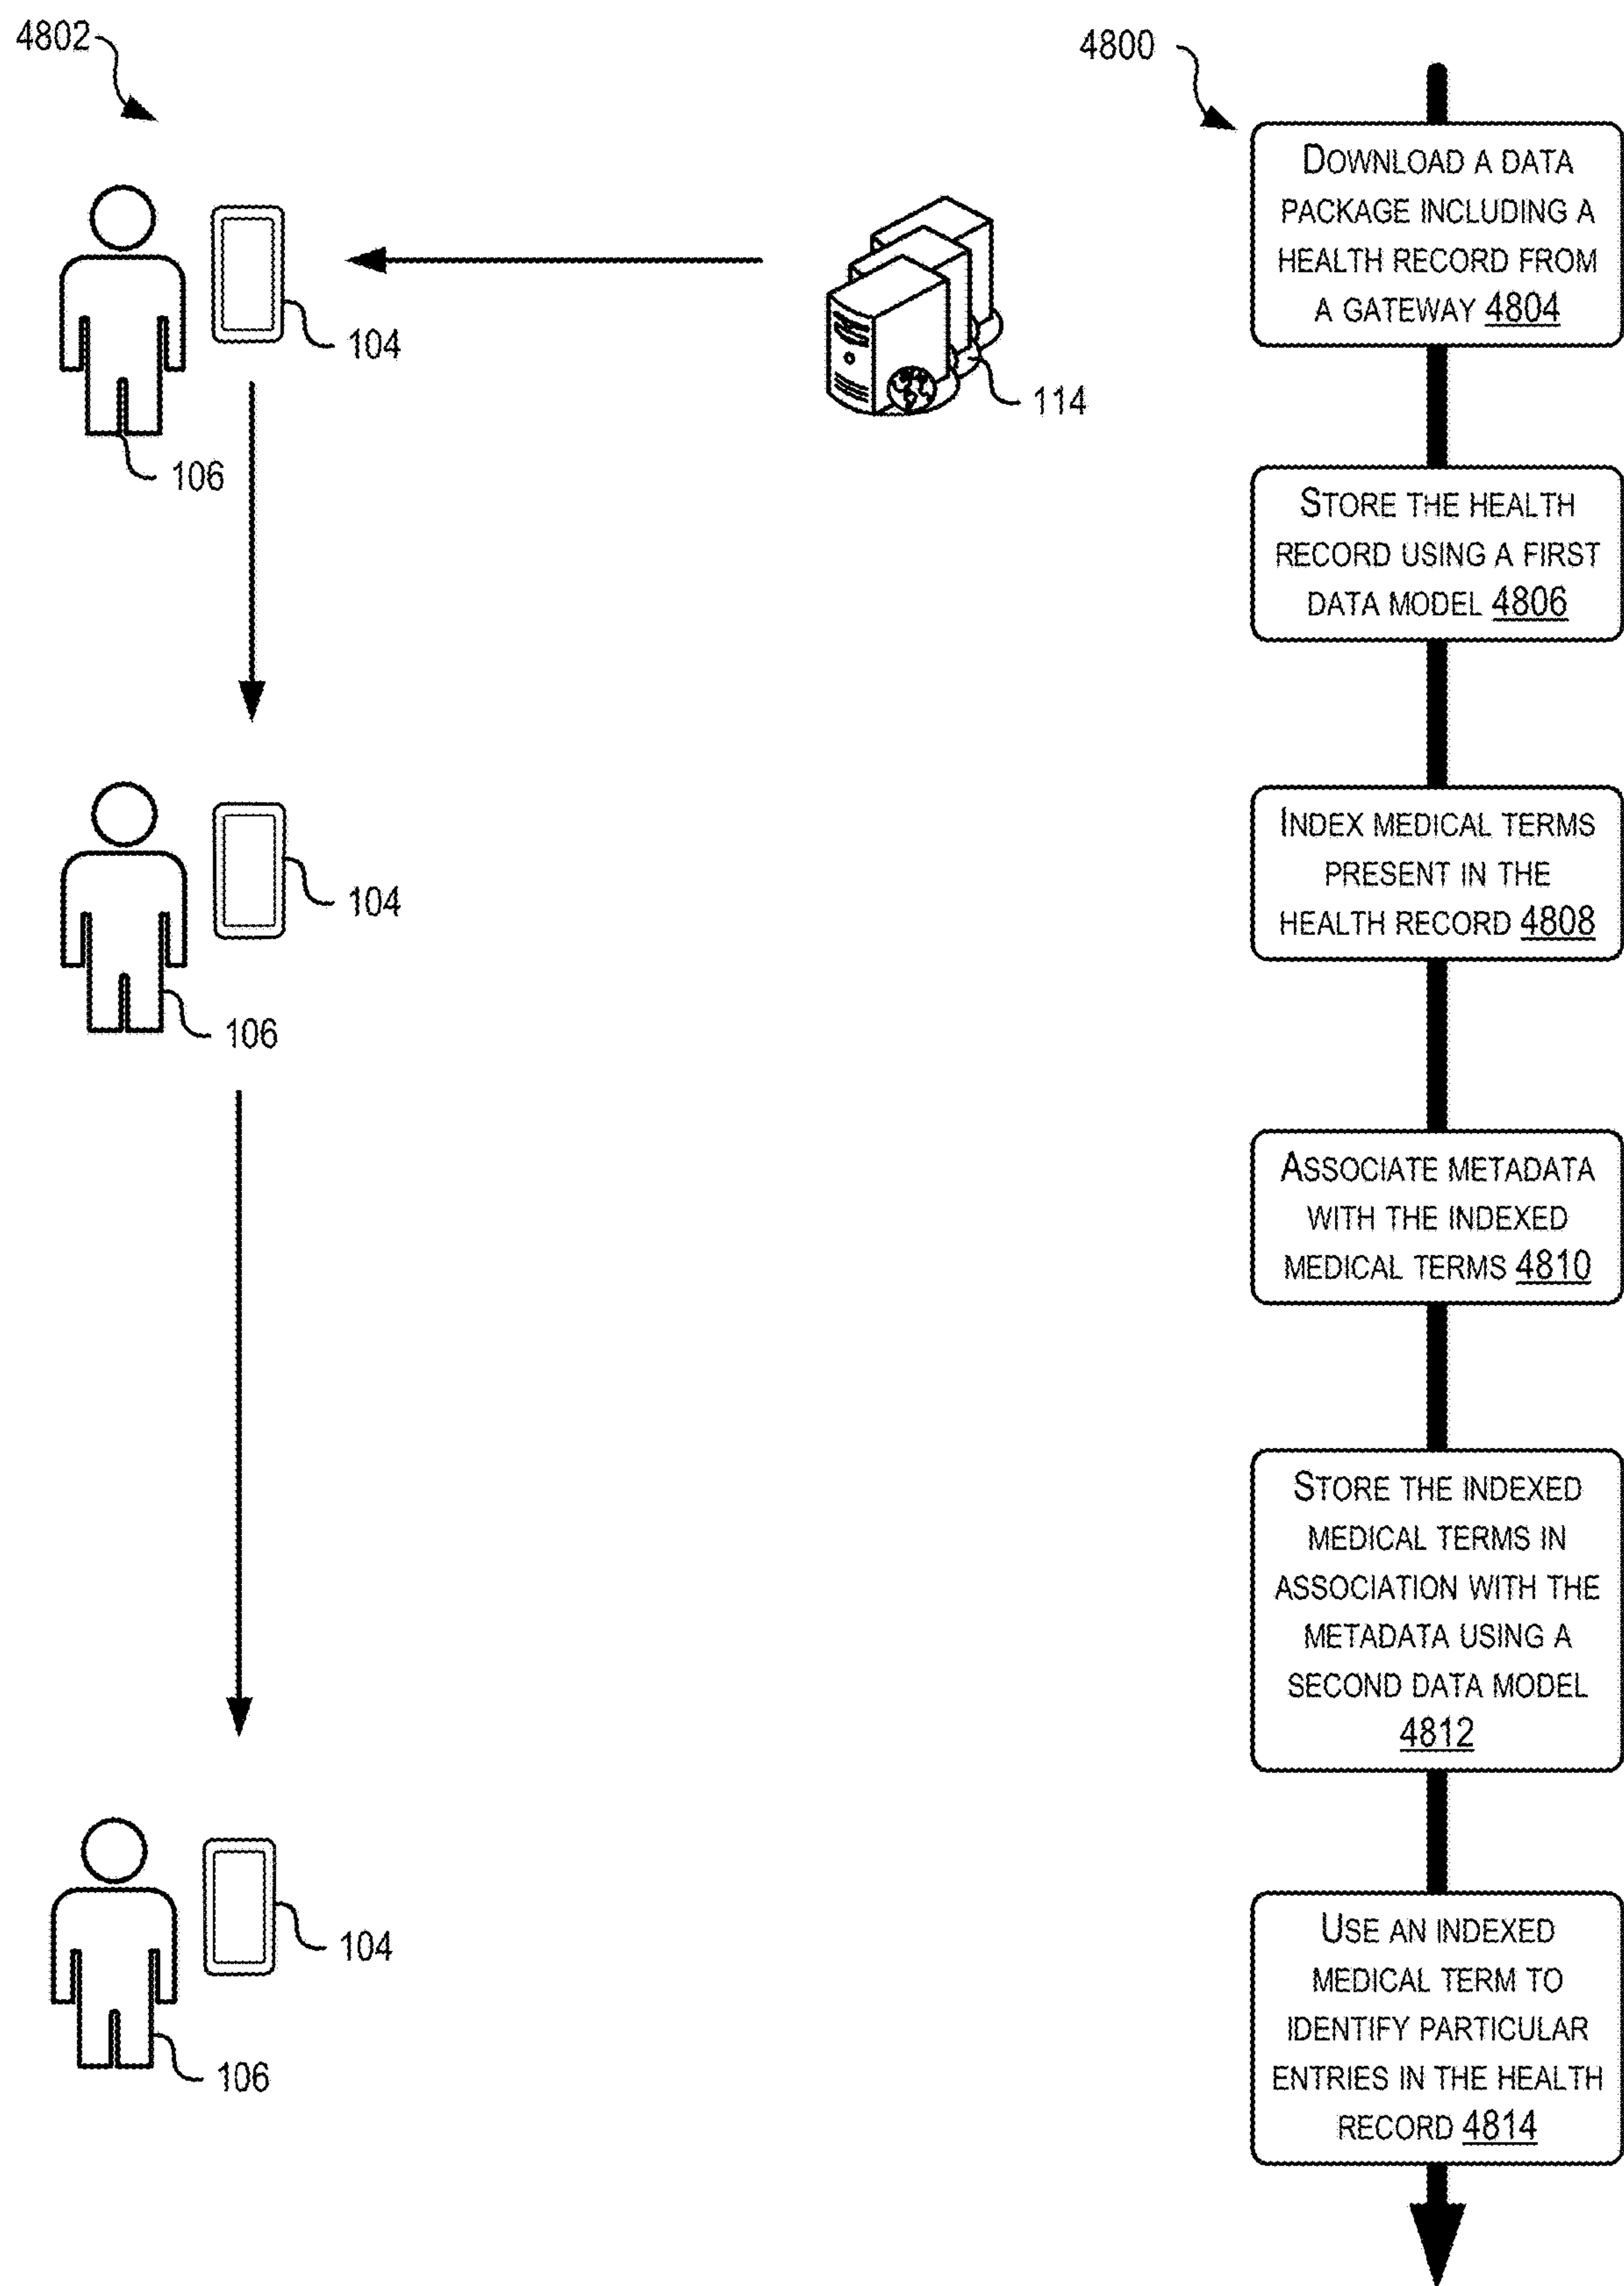 4802
4800
DOWNLOAD A DATA
PACKAGE INCLUDING A
HEALTH RECORD FROM
A GATEWAY 4804
104
114
106
STORE THE HEALTH
RECORD USING A FIRST
DATA MODEL 4806
INDEX MEDICAL TERMS
PRESENT IN THE
HEALTH RECORD 4808
104
106
ASSOCIATE METADATA
WITH THE INDEXED
MEDICAL TERMS 4810
STORE THE INDEXED
MEDICAL TERMS IN
ASSOCIATION WITH THE
METADATA USING A
SECOND DATA MODEL
4812
USE AN INDEXED
MEDICAL TERM TO
IDENTIFY PARTICULAR
ENTRIES IN THE HEALTH
RECORD 4814
104
106